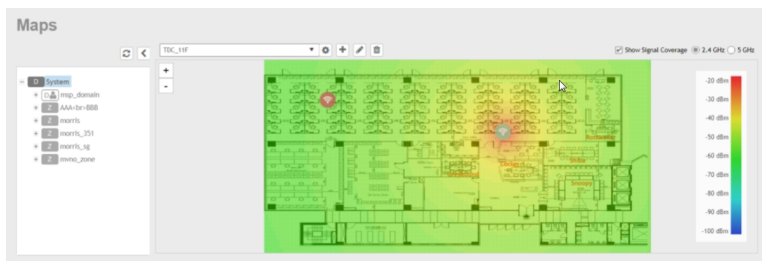 Maps
TDC_11F
Show Signal Coverage 2.4 GHz 5 GHz
+
-
D System
D msp_domain
Z AAA<br>BBB
Z morris
Z morris_351
Z morris_sg
Z mvno_zone
-20 dBm
-30 dBm
-40 dBm
-50 dBm
-60 dBm
-70 dBm
-80 dBm
-90 dBm
-100 dBm
Snoopy